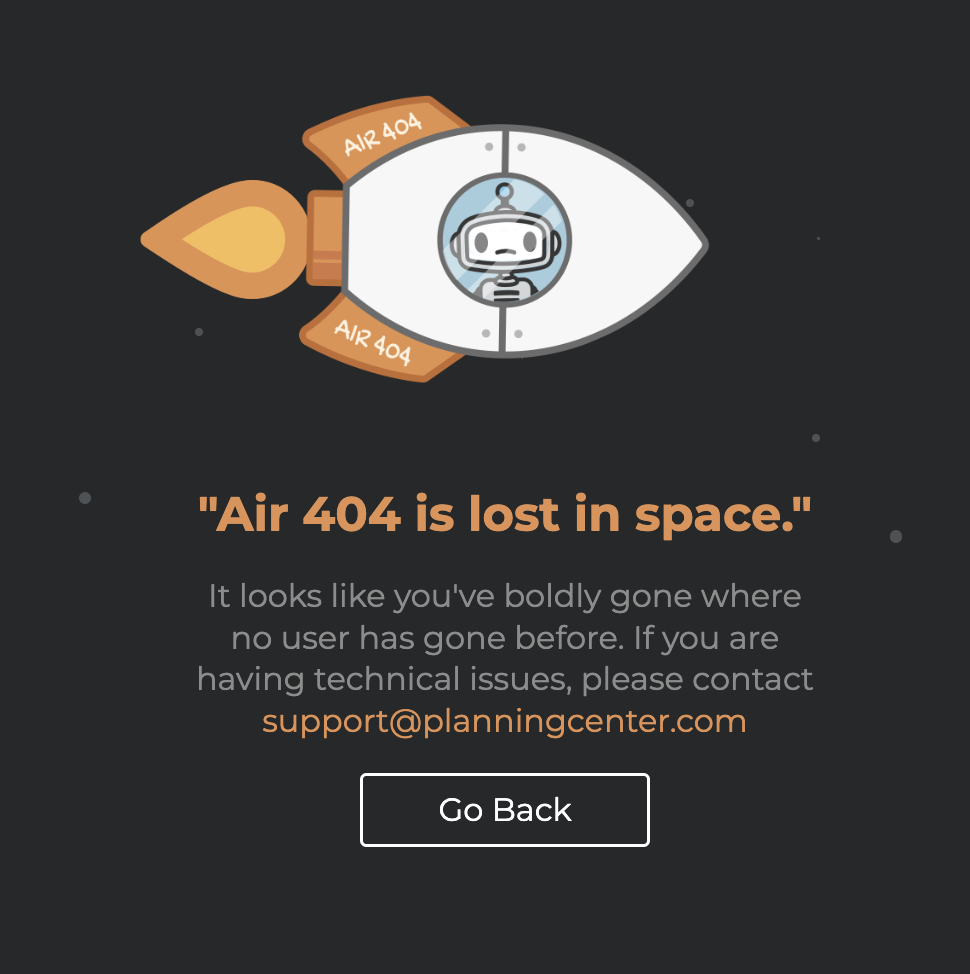 AIR 404
AIR 404
"Air 404 is lost in space."
It looks like you've boldly gone where
no user has gone before. If you are
having technical issues, please contact
support@planningcenter.com
Go Back